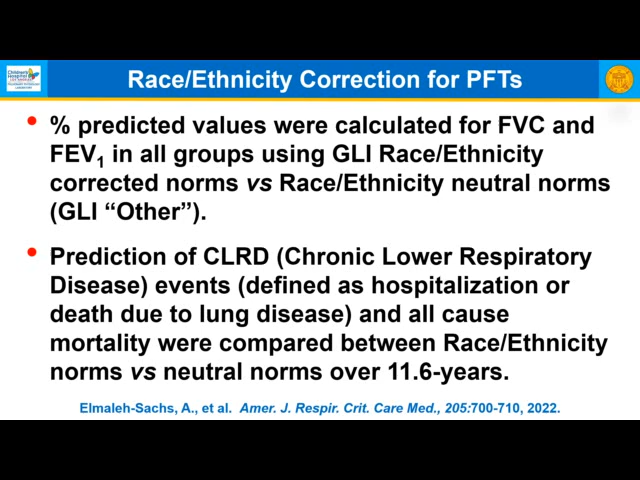 Children's
Hospital
LOS ANGELES
Race/Ethnicity Correction for PFTs
• % predicted values were calculated for FVC and
FEV1 in all groups using GLI Race/Ethnicity
corrected norms vs Race/Ethnicity neutral norms
(GLI “Other”).
• Prediction of CLRD (Chronic Lower Respiratory
Disease) events (defined as hospitalization or
death due to lung disease) and all cause
mortality were compared between Race/Ethnicity
norms vs neutral norms over 11.6-years.
Elmaleh-Sachs, A., et al. Amer. J. Respir. Crit. Care Med., 205:700-710, 2022.